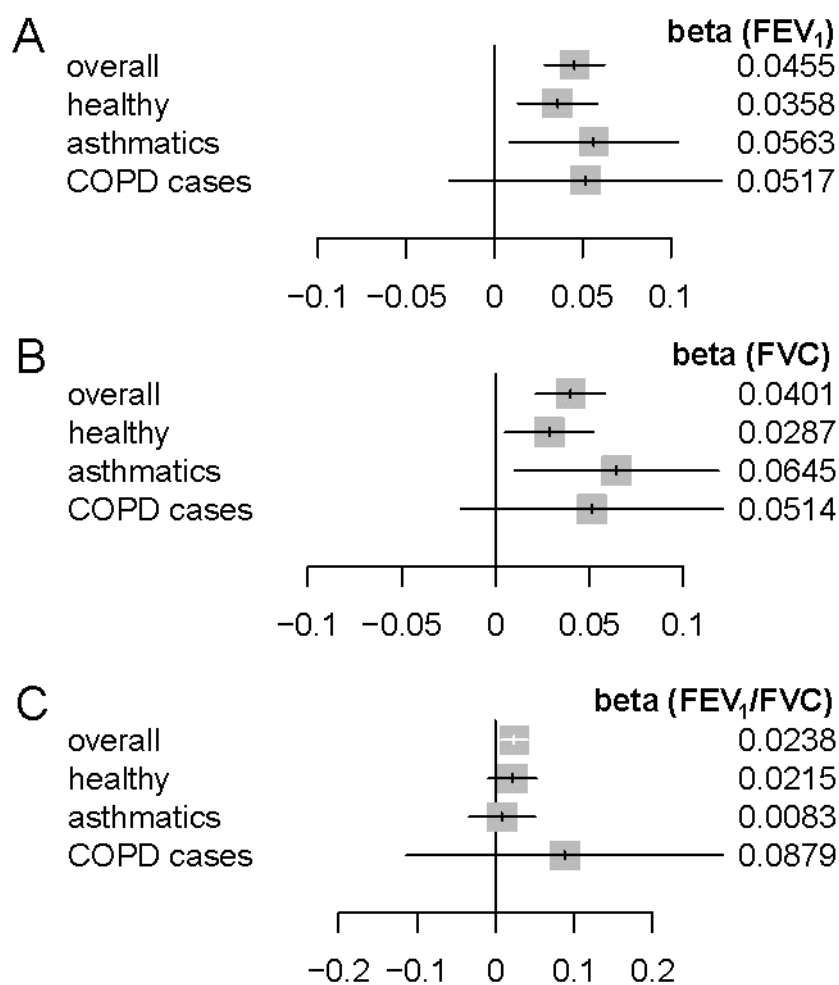 A
beta (FEV₁)
overall 0.0455
healthy 0.0358
asthmatics 0.0563
COPD cases 0.0517
−0.1 −0.05 0 0.05 0.1
B
beta (FVC)
overall 0.0401
healthy 0.0287
asthmatics 0.0645
COPD cases 0.0514
−0.1 −0.05 0 0.05 0.1
C
beta (FEV₁/FVC)
overall 0.0238
healthy 0.0215
asthmatics 0.0083
COPD cases 0.0879
−0.2 −0.1 0 0.1 0.2